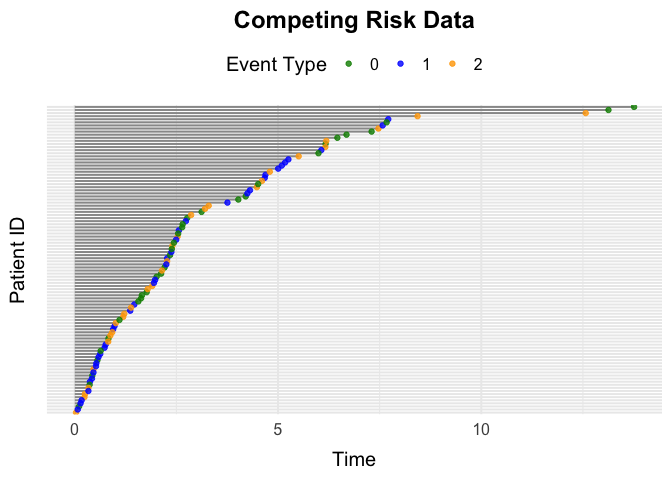 Competing Risk Data
Event Type 0 1 2
Patient ID
0 5 10
Time